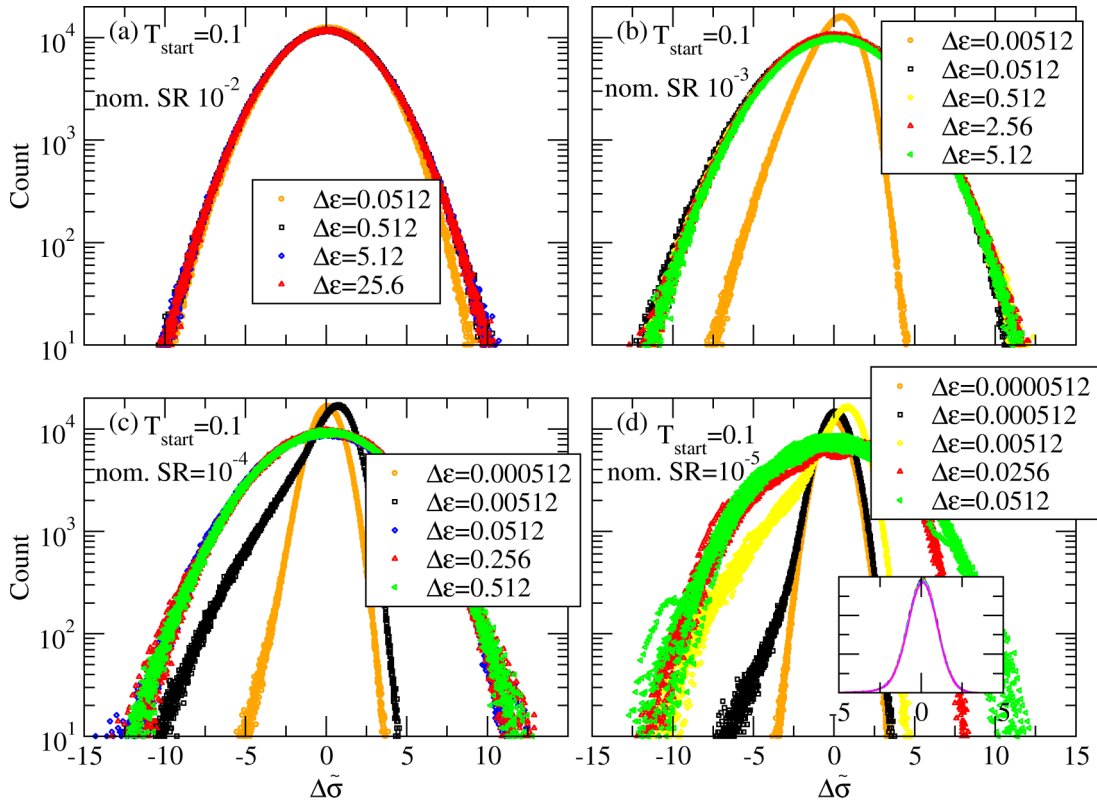 (a) T_start=0.1
nom. SR 10^-2
Δε=0.0512
Δε=0.512
Δε=5.12
Δε=25.6
10^4
10^3
10^2
10^1
Count
(b) T_start=0.1
nom. SR 10^-3
Δε=0.00512
Δε=0.0512
Δε=0.512
Δε=2.56
Δε=5.12
(c) T_start=0.1
nom. SR=10^-4
Δε=0.000512
Δε=0.00512
Δε=0.0512
Δε=0.256
Δε=0.512
10^4
10^3
10^2
10^1
Count
-15 -10 -5 0 5 10
Δσ̃
(d)
T_start=0.1
nom. SR=10^-5
Δε=0.0000512
Δε=0.000512
Δε=0.00512
Δε=0.0256
Δε=0.0512
-5 0 5
-15 -10 -5 0 5 10 15
Δσ̃